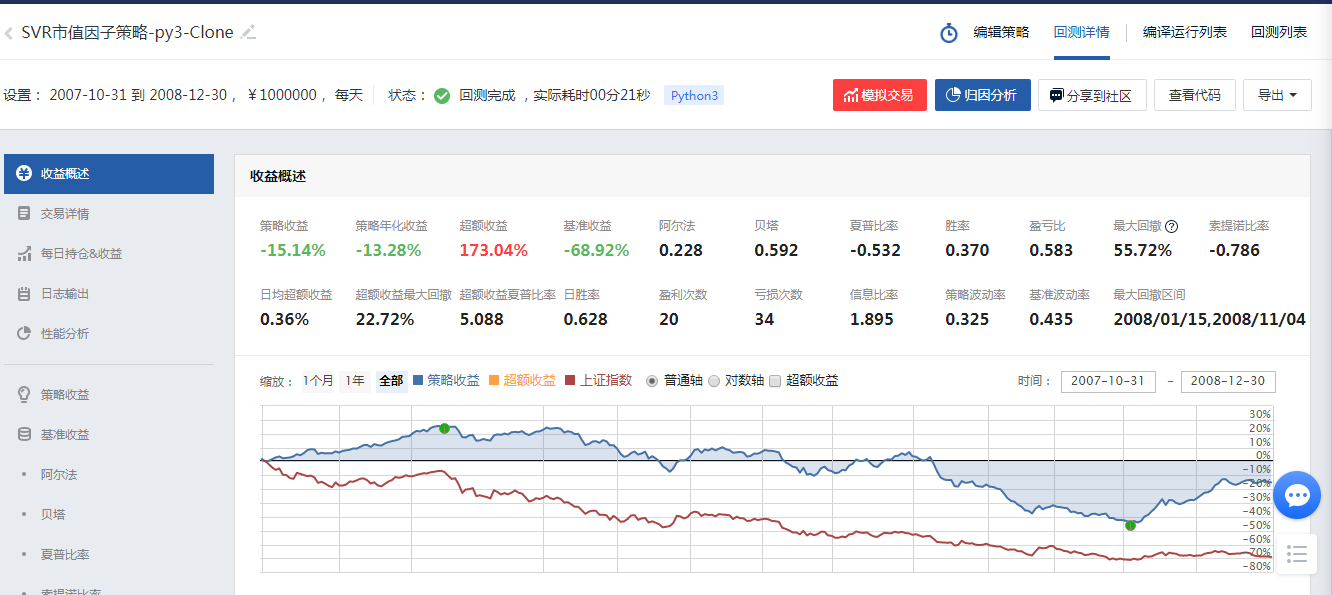 SVR市值因子策略-py3-Clone 编辑策略 回测详情 编译运行列表 回测列表
设置： 2007-10-31 到 2008-12-30 ， ￥1000000 ， 每天 状态： 回测完成 ，实际耗时00分21秒 Python3 模拟交易 归因分析 分享到社区 查看代码 导出
收益概述
交易详情
每日持仓&收益
日志输出
性能分析
策略收益
基准收益
阿尔法
贝塔
夏普比率
索提诺比率
收益概述
策略收益 策略年化收益 超额收益 基准收益 阿尔法 贝塔 夏普比率 胜率 盈亏比 最大回撤 ? 索提诺比率
-15.14% -13.28% 173.04% -68.92% 0.228 0.592 -0.532 0.370 0.583 55.72% -0.786
日均超额收益 超额收益最大回撤 超额收益夏普比率 日胜率 盈利次数 亏损次数 信息比率 策略波动率 基准波动率 最大回撤区间
0.36% 22.72% 5.088 0.628 20 34 1.895 0.325 0.435 2008/01/15,2008/11/04
缩放： 1个月 1年 全部 策略收益 超额收益 上证指数 普通轴 对数轴 超额收益 时间： 2007-10-31 - 2008-12-30
30%
20%
10%
0%
-10%
-20%
-30%
-40%
-50%
-60%
-70%
-80%